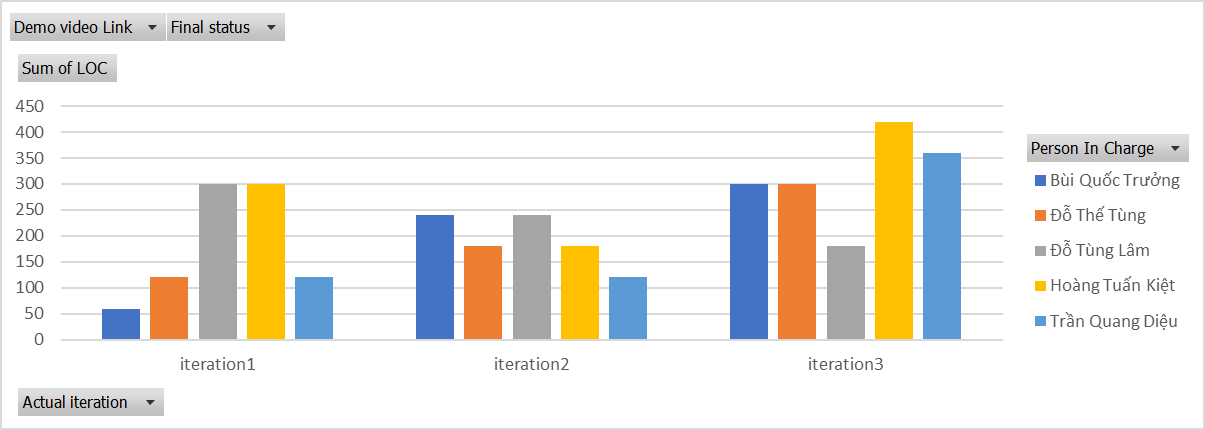 Demo video Link Final status
Sum of LOC
450
400
350
300
250
200
150
100
50
0
iteration1 iteration2 iteration3
Actual iteration
Person In Charge
Bùi Quốc Trưởng
Đỗ Thế Tùng
Đỗ Tùng Lâm
Hoàng Tuấn Kiệt
Trần Quang Diệu